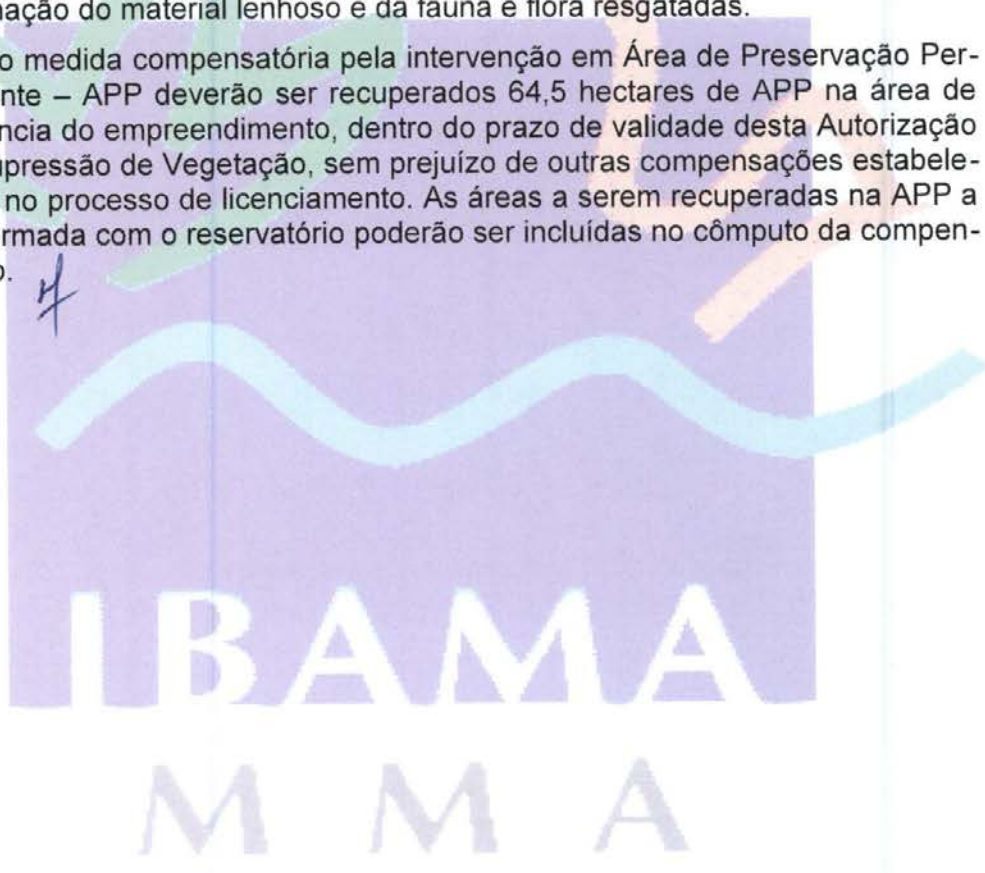 nação do material lenhoso e da fauna e flora resgatadas.
o medida compensatória pela intervenção em Área de Preservação Per-
nte – APP deverão ser recuperados 64,5 hectares de APP na área de
ncia do empreendimento, dentro do prazo de validade desta Autorização
upressão de Vegetação, sem prejuízo de outras compensações estabele-
no processo de licenciamento. As áreas a serem recuperadas na APP a
rmada com o reservatório poderão ser incluídas no cômputo da compen-
o.
IBAMA
M M A